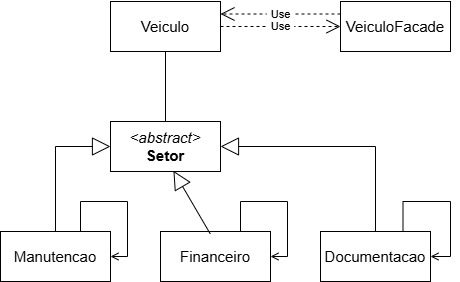 Veiculo
Use
Use
VeiculoFacade
<abstract>
Setor
Manutencao
Financeiro
Documentacao